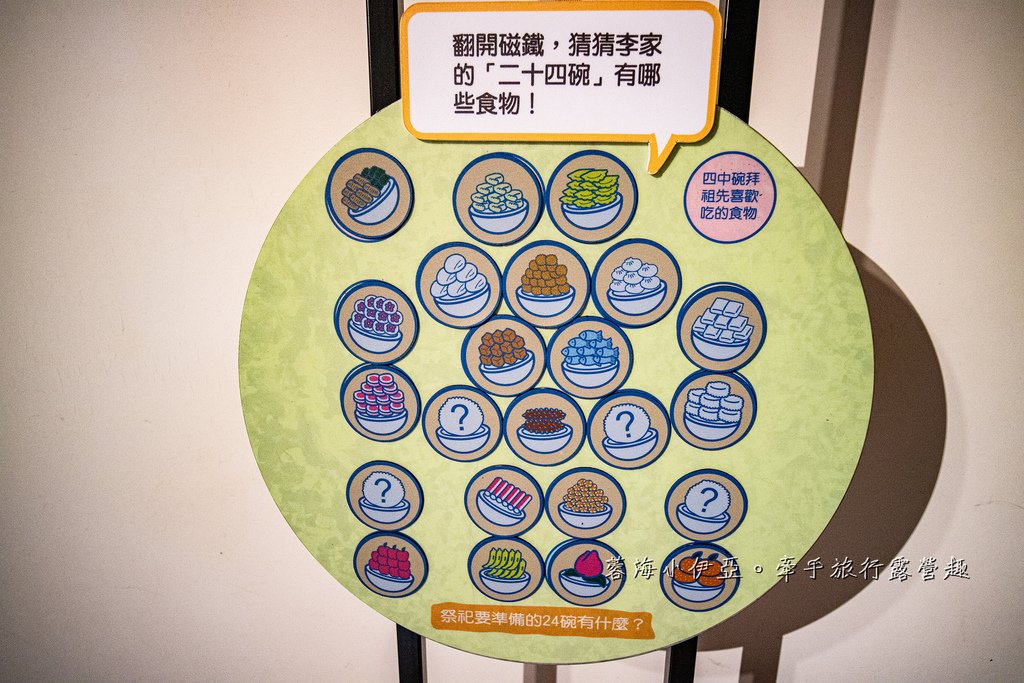 翻開磁鐵，猜猜李家
的「二十四碗」有哪
些食物！
四中碗拜
祖先喜歡
吃的食物
?
?
?
?
蓉海小伊亞。牽手旅行露營趣
祭祀要準備的24碗有什麼？